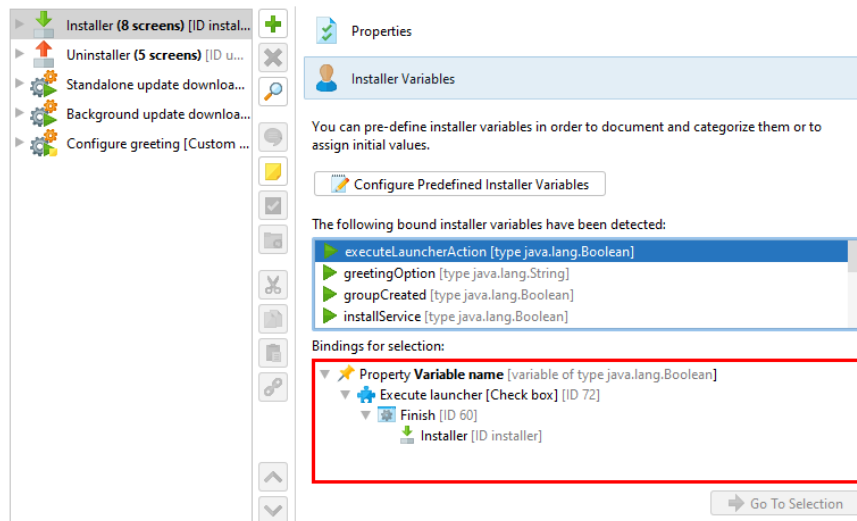 Installer (8 screens) [ID instal...
Uninstaller (5 screens) [ID u...
Standalone update downloa...
Background update downloa...
Configure greeting [Custom ...
Properties
Installer Variables
You can pre-define installer variables in order to document and categorize them or to
assign initial values.
Configure Predefined Installer Variables
The following bound installer variables have been detected:
executeLauncherAction [type java.lang.Boolean]
greetingOption [type java.lang.String]
groupCreated [type java.lang.Boolean]
installService [type java.lang.Boolean]
Bindings for selection:
Property Variable name [variable of type java.lang.Boolean]
Execute launcher [Check box] [ID 72]
Finish [ID 60]
Installer [ID installer]
Go To Selection